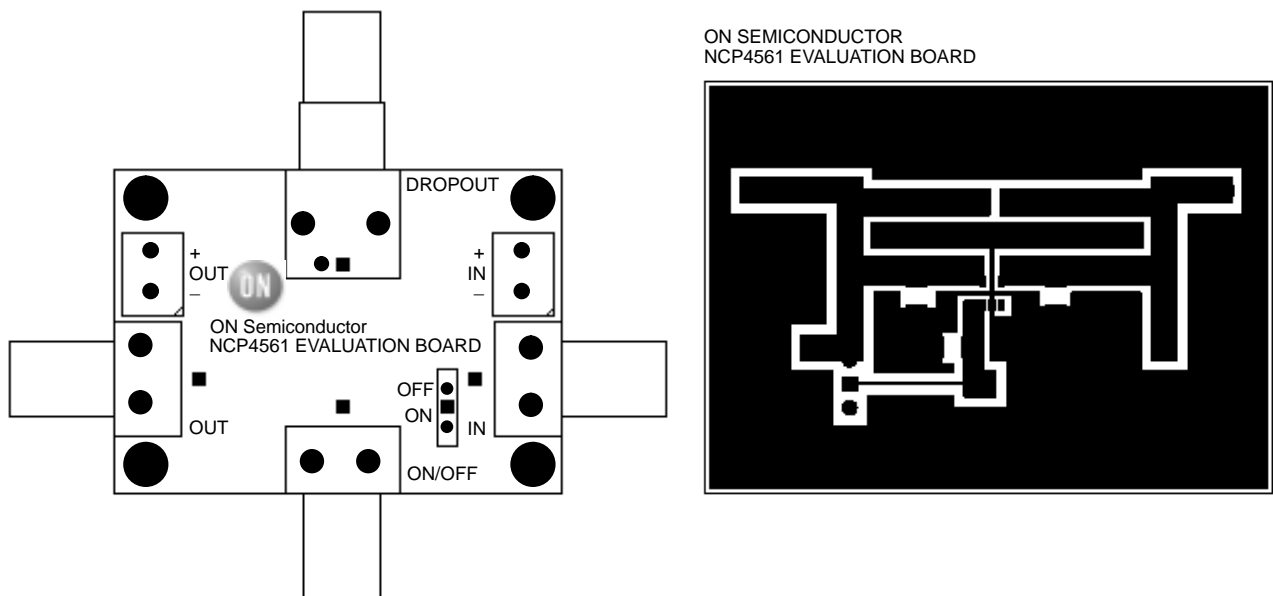 ON SEMICONDUCTOR
NCP4561 EVALUATION BOARD
DROPOUT
+
OUT
–
ON
+
IN
–
ON Semiconductor
NCP4561 EVALUATION BOARD
OFF
ON
OUT
IN
ON/OFF